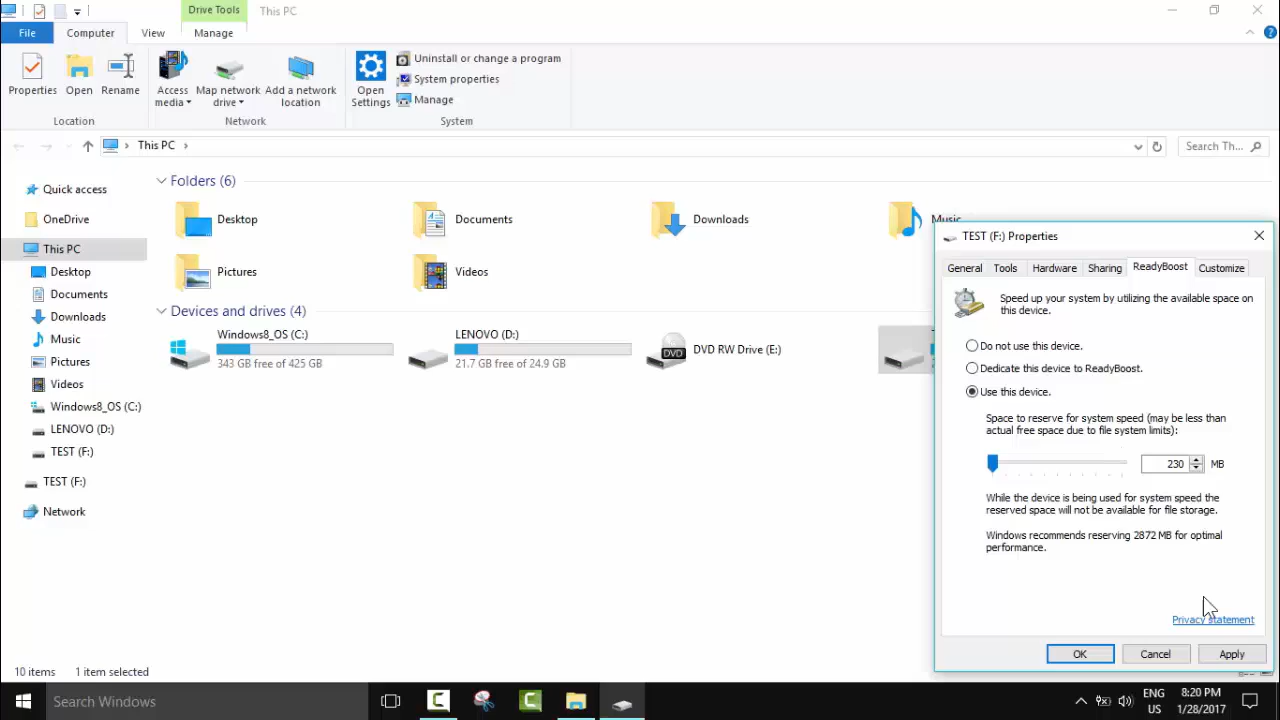 Drive Tools
This PC
File
Computer
View
Manage
Properties
Open
Rename
Access media
Map network drive
Add a network location
Open Settings
Uninstall or change a program
System properties
Manage
Location
Network
System
This PC
Search Th...
Quick access
OneDrive
This PC
Desktop
Documents
Downloads
Music
Pictures
Videos
Windows8_OS (C:)
LENOVO (D:)
TEST (F:)
TEST (F:)
Network
Folders (6)
Desktop
Documents
Downloads
Music
Pictures
Videos
Devices and drives (4)
Windows8_OS (C:)
343 GB free of 425 GB
LENOVO (D:)
21.7 GB free of 24.9 GB
DVD RW Drive (E:)
DVD
TEST (F:) Properties
General
Tools
Hardware
Sharing
ReadyBoost
Customize
Speed up your system by utilizing the available space on
this device.
Do not use this device.
Dedicate this device to ReadyBoost.
Use this device.
Space to reserve for system speed (may be less than
actual free space due to file system limits):
230 MB
While the device is being used for system speed the
reserved space will not be available for file storage.
Windows recommends reserving 2872 MB for optimal
performance.
Privacy statement
OK
Cancel
Apply
10 items
1 item selected
Search Windows
ENG
US
8:20 PM
1/28/2017